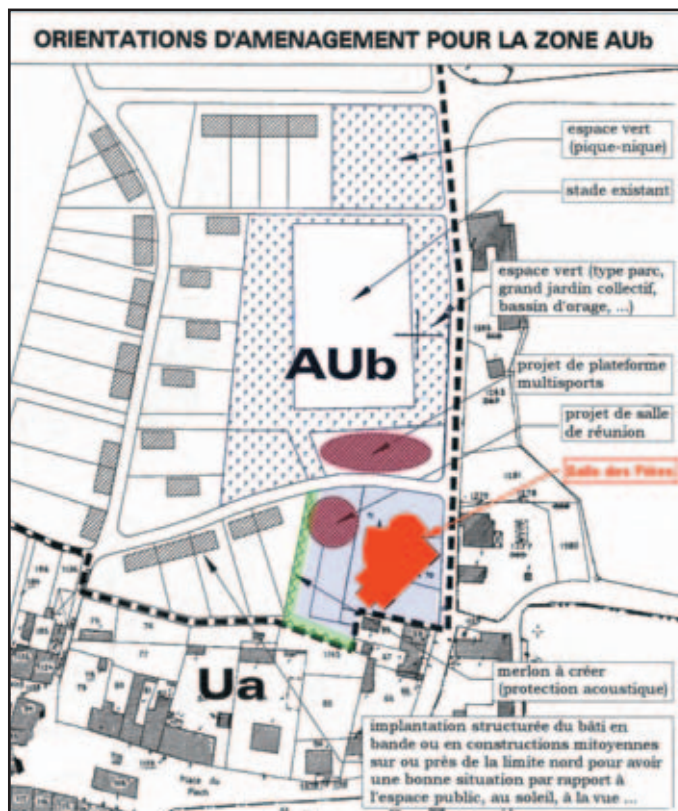 ORIENTATIONS D'AMENAGEMENT POUR LA ZONE AUb
espace vert
(pique-nique)
stade existant
espace vert (type parc,
grand jardin collectif,
bassin d'orage, ...)
AUb
projet de plateforme
multisports
projet de salle
de réunion
Salle des Fêtes
Ua
merlon à créer
(protection acoustique)
implantation structurée du bâti en
bande ou en constructions mitoyennes
sur ou près de la limite nord pour avoir
une bonne situation par rapport à
l'espace public, au soleil, à la vue ...
Place du